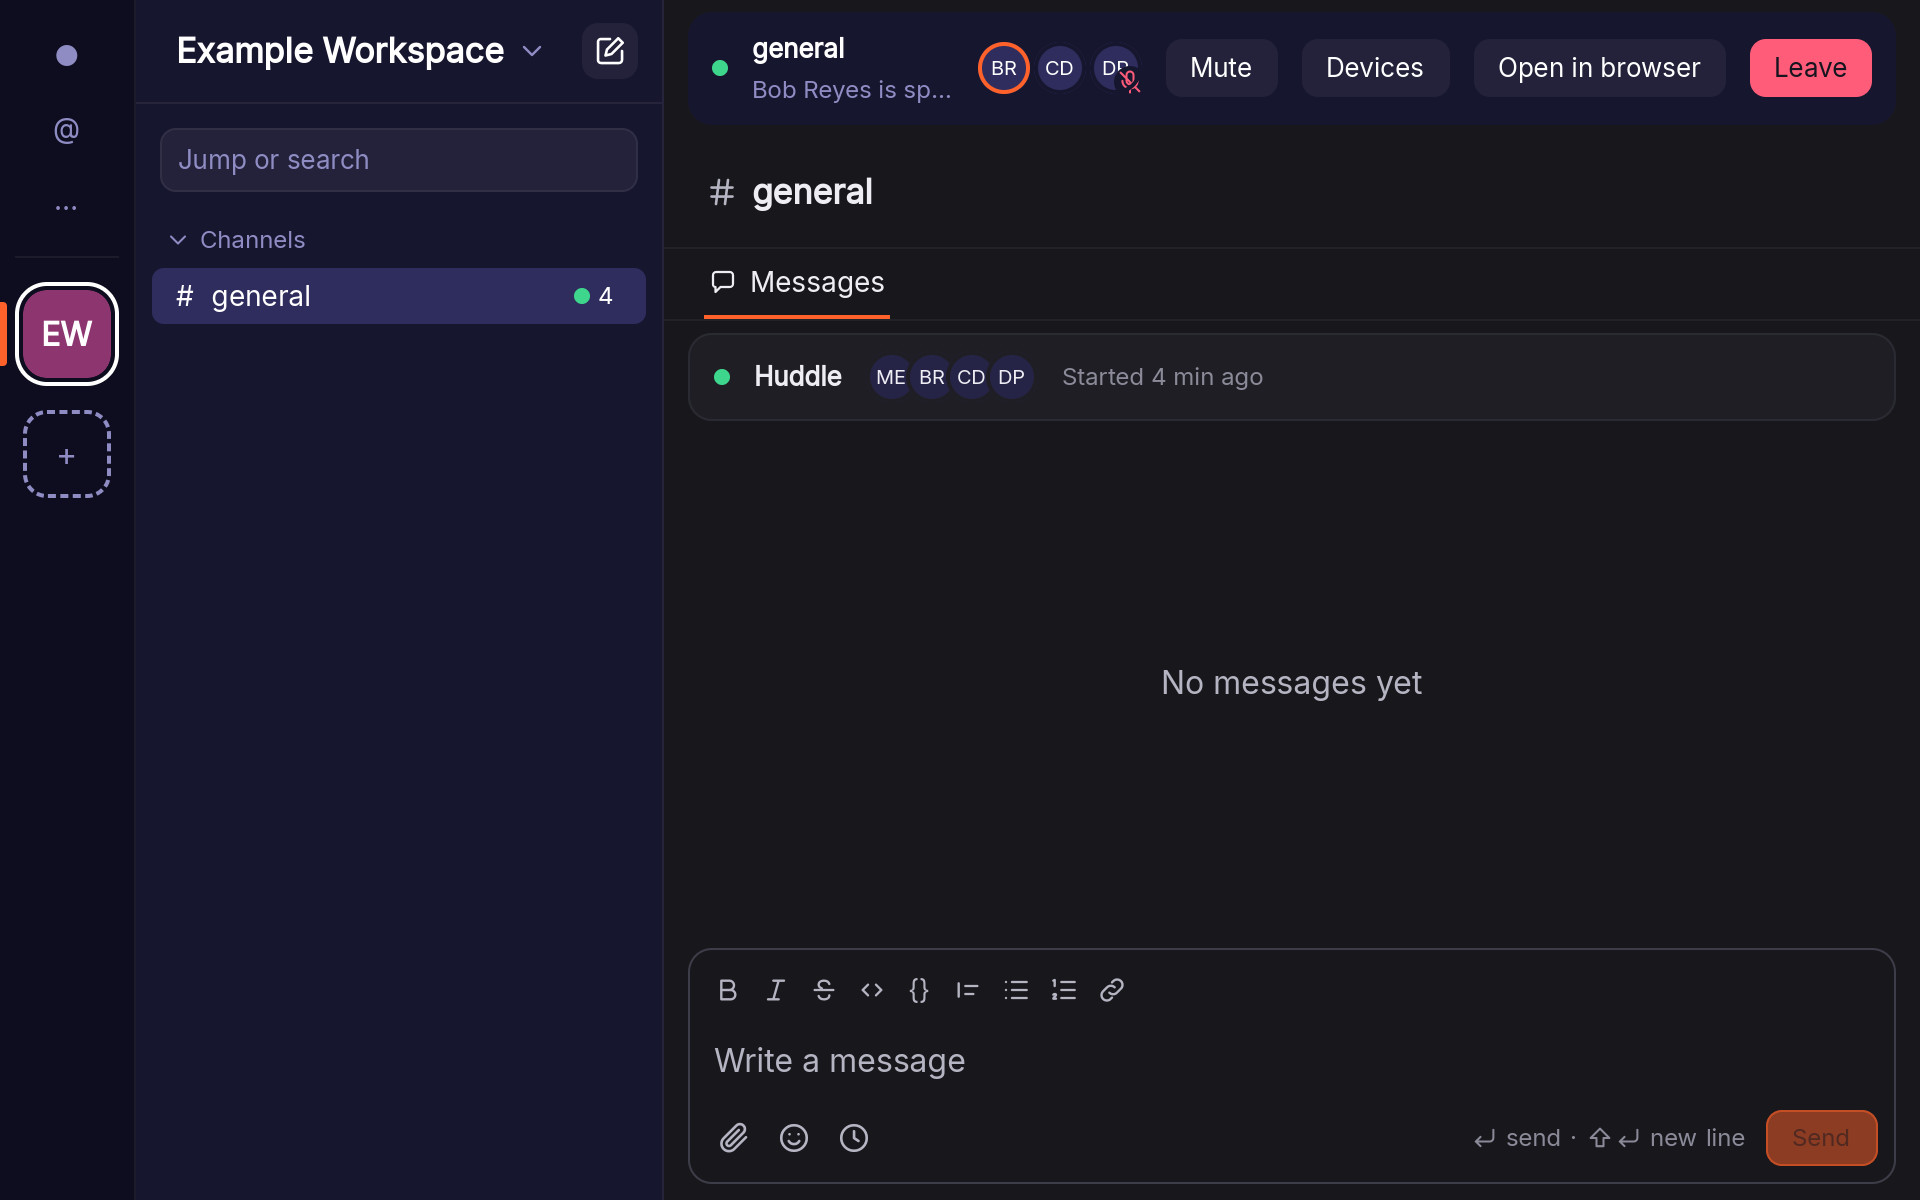 @
...
EW
+
Example Workspace
Jump or search
Channels
# general
4
general
Bob Reyes is sp...
BR
CD
DP
Mute
Devices
Open in browser
Leave
# general
Messages
Huddle
ME
BR
CD
DP
Started 4 min ago
No messages yet
Write a message
send · new line
Send